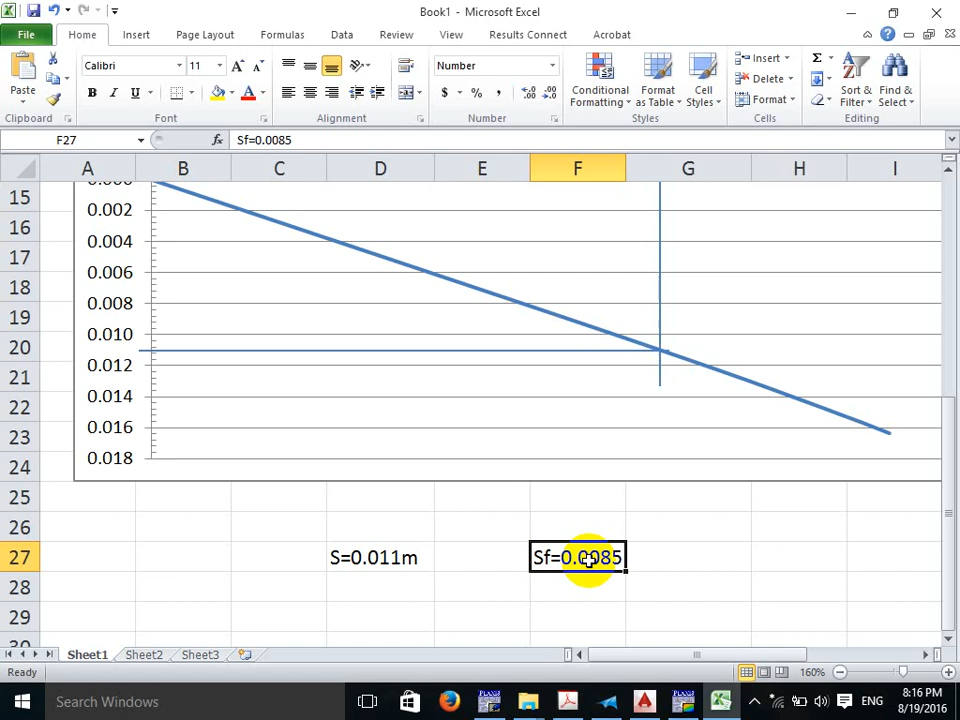 Book1 - Microsoft Excel
File Home Insert Page Layout Formulas Data Review View Results Connect Acrobat
Paste
Clipboard
Calibri 11
A A
B I U
A
Font
Alignment
Number
$ % ,
Number
Conditional Formatting
Format as Table
Cell Styles
Styles
Insert
Delete
Format
Cells
Σ
Sort & Filter
Find & Select
Editing
F27 fx Sf=0.0085
A B C D E F G H I
15
16
17
18
19
20
21
22
23
24
25
26
27
28
29
0.002
0.004
0.006
0.008
0.010
0.012
0.014
0.016
0.018
S=0.011m Sf=0.0085
Sheet1 Sheet2 Sheet3
Ready 160%
Search Windows
ENG
8:16 PM
8/19/2016